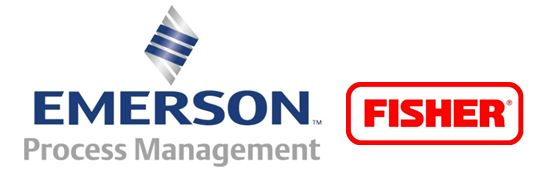 EMERSON™
Process Management
FISHER®